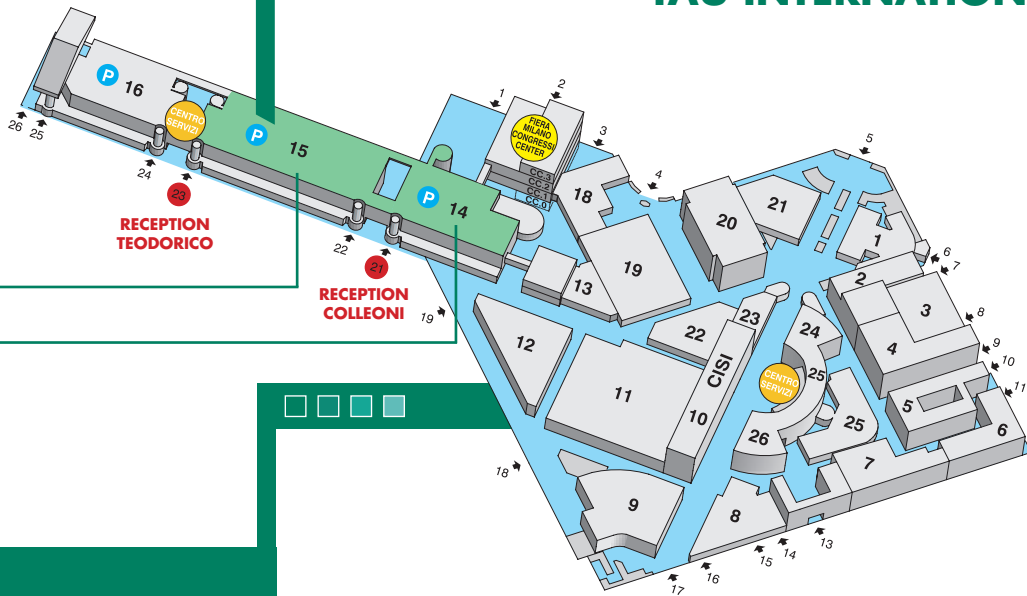 IAS INTERNATION
P
16
CENTRO
SERVIZI
P
15
P
14
26
25
24
23
RECEPTION
TEODORICO
22
21
RECEPTION
COLLEONI
19
1
2
3
4
5
FIERA
MILANO
CONGRESSI
CENTER
CC.3
CC.2
CC.1
CC.0
18
19
13
20
21
1
2
3
4
6
7
8
9
10
11
12
11
22
23
CISI
10
24
25
CENTRO
SERVIZI
26
25
5
6
7
8
9
18
17
16
15
14
13